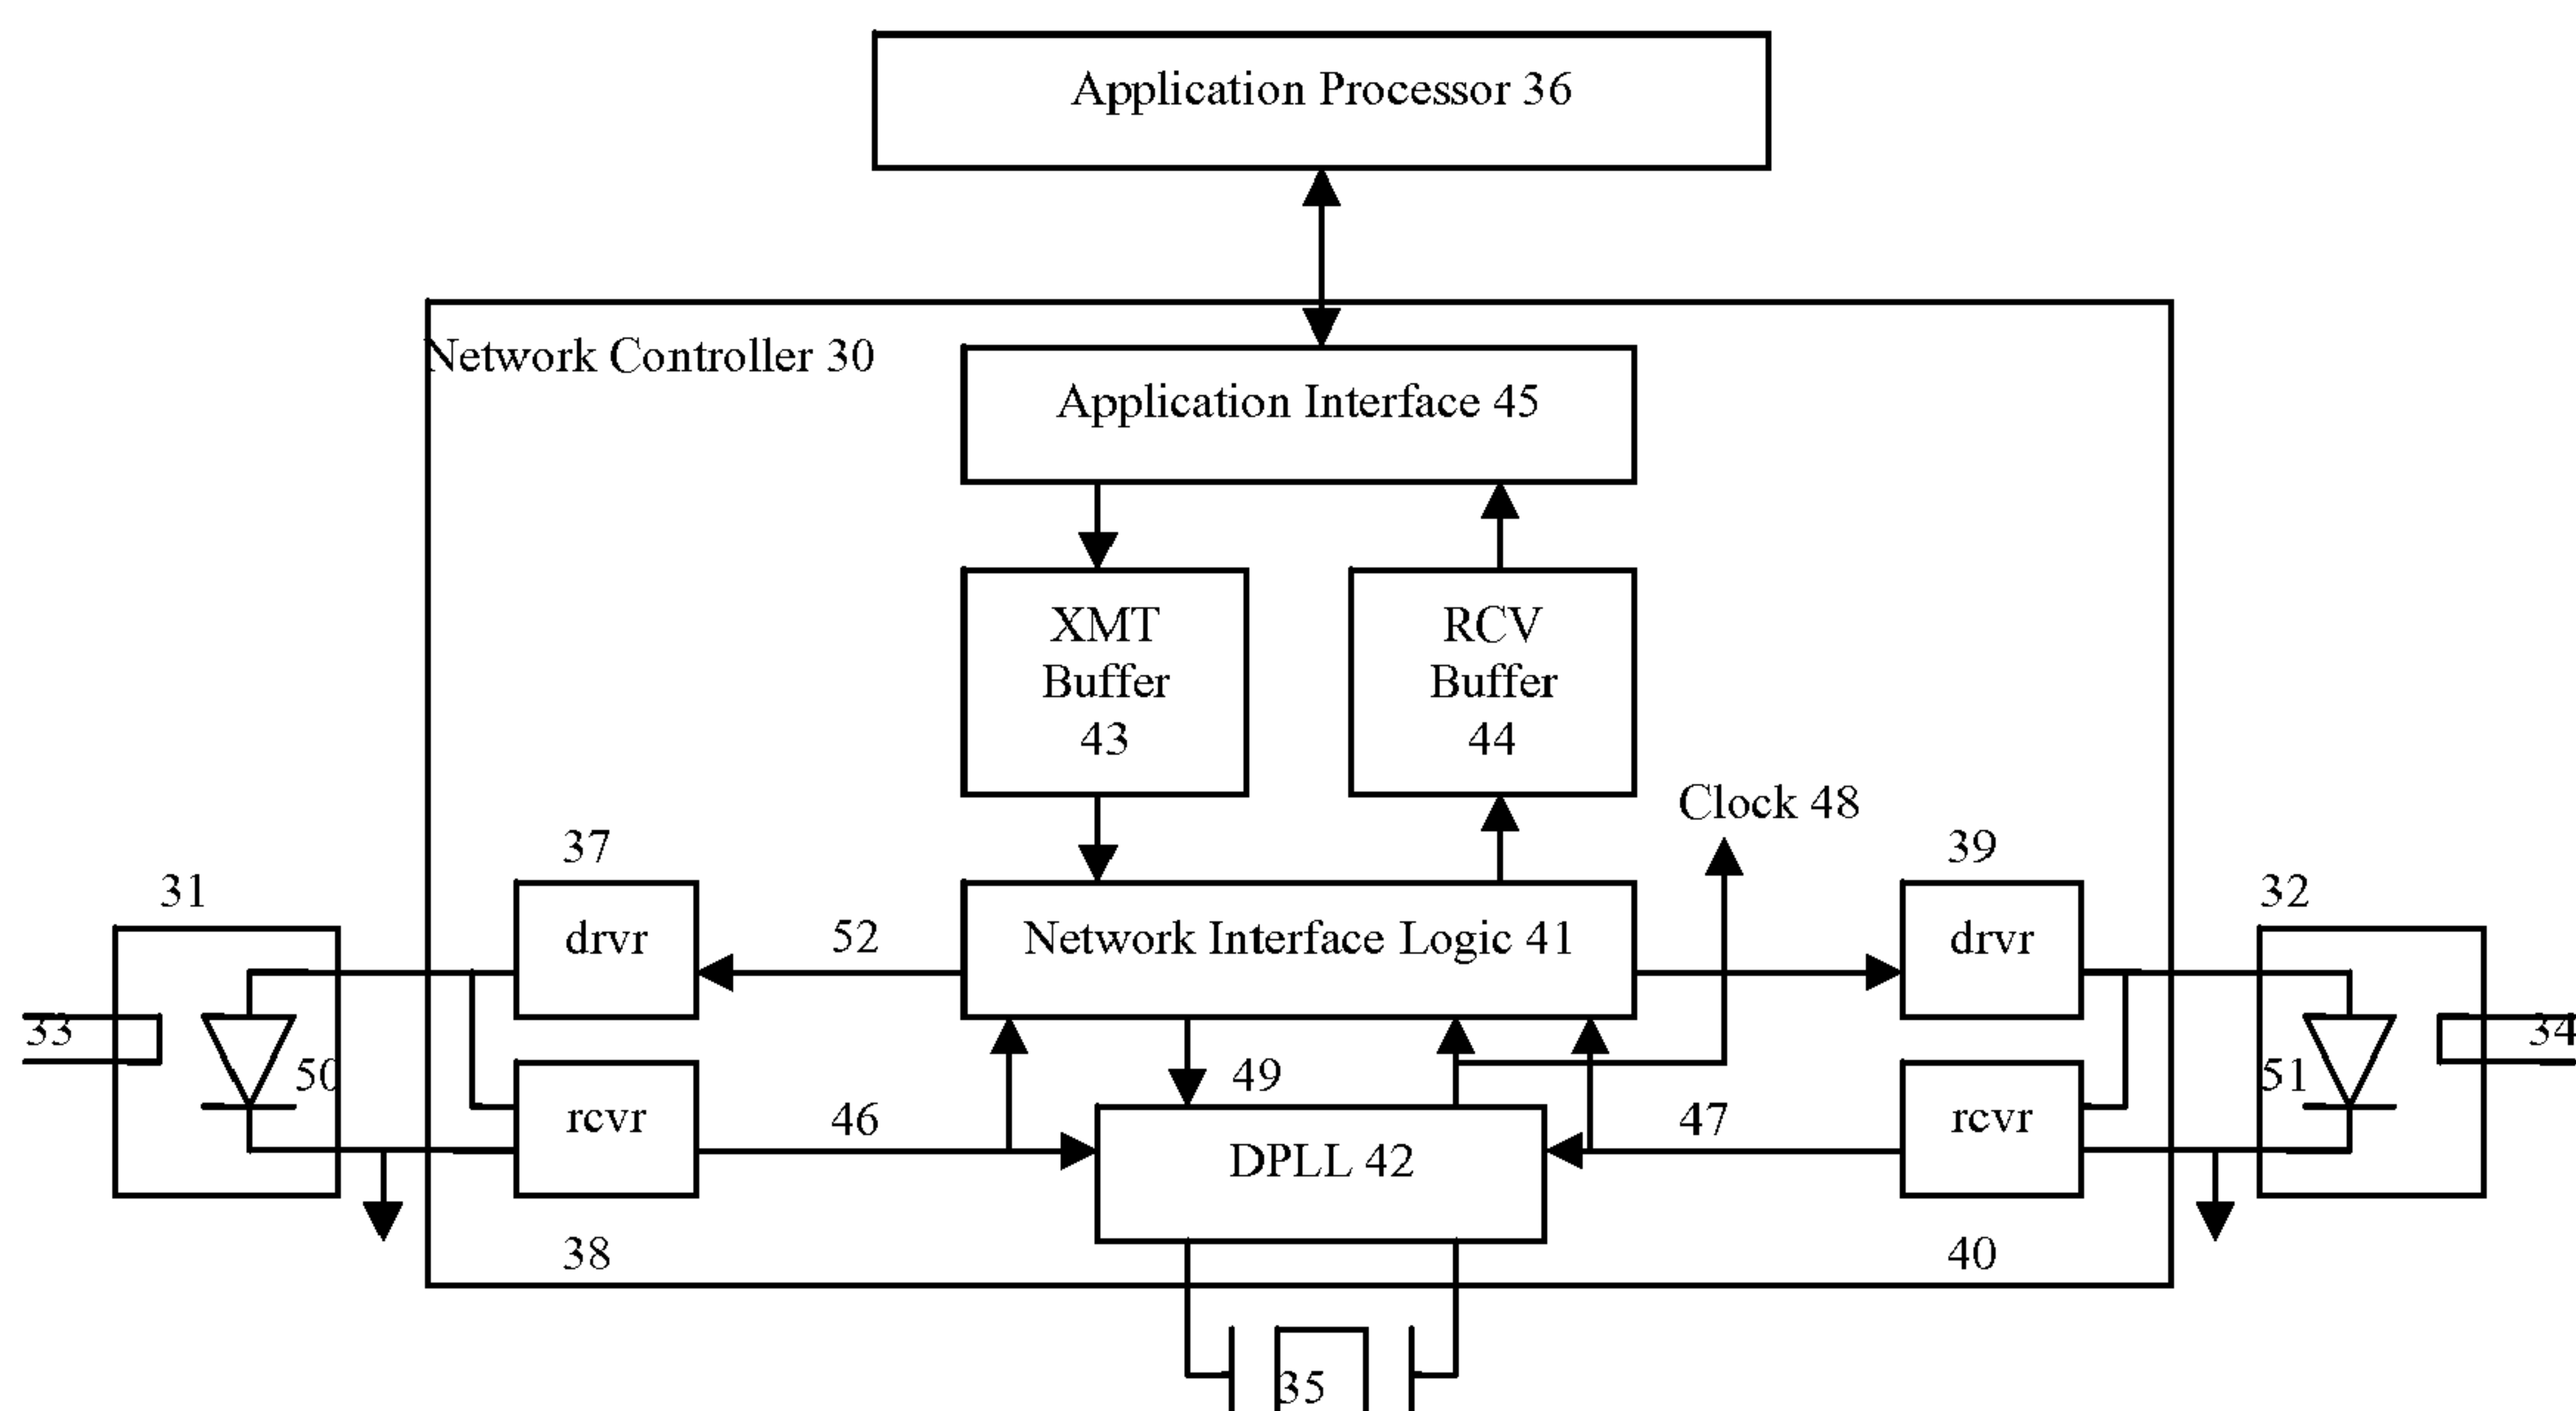 Application Processor 36
Network Controller 30
Application Interface 45
XMT
Buffer
43
RCV
Buffer
44
Clock 48
37
39
31
32
drvr
52
Network Interface Logic 41
drvr
33
34
50
49
51
rcvr
46
47
rcvr
DPLL 42
38
40
35